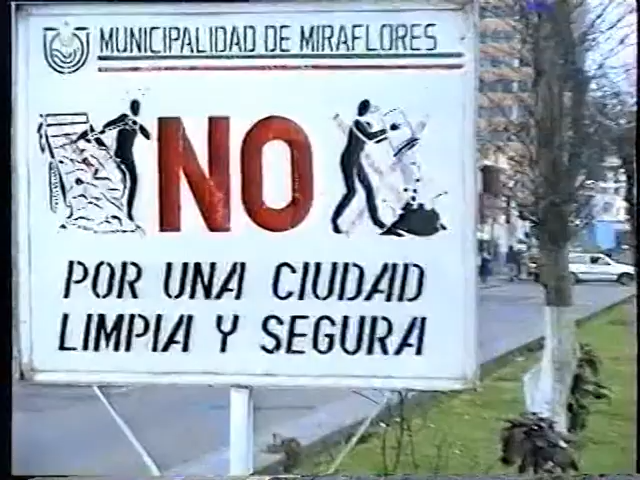 MUNICIPALIDAD DE MIRAFLORES
NO
POR UNA CIUDAD
LIMPIA Y SEGURA